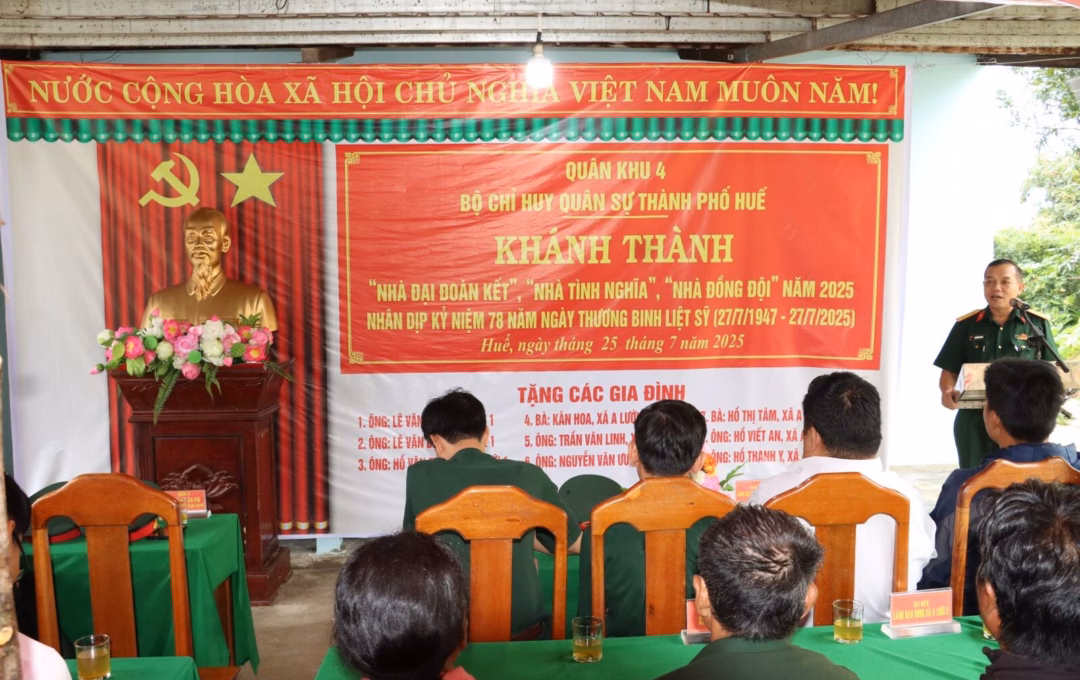 NƯỚC CỘNG HÒA XÃ HỘI CHỦ NGHĨA VIỆT NAM MUÔN NĂM!
QUÂN KHU 4
BỘ CHỈ HUY QUÂN SỰ THÀNH PHỐ HUẾ
KHÁNH THÀNH
“NHÀ ĐẠI ĐOÀN KẾT”, “NHÀ TÌNH NGHĨA”, “NHÀ ĐỒNG ĐỘI” NĂM 2025
NHÂN DỊP KỶ NIỆM 78 NĂM NGÀY THƯƠNG BINH LIỆT SỸ (27/7/1947 - 27/7/2025)
Huế, ngày tháng 25 tháng 7 năm 2025
TẶNG CÁC GIA ĐÌNH
1. ÔNG: LÊ VĂN
2. ÔNG: LÊ VĂN
3. ÔNG: HỒ
4. BÀ: KĂN HOA, XÃ A LƯỚI
5. ÔNG: TRẦN VĂN LINH,
6. ÔNG: NGUYỄN VĂN
BÀ: HỒ THỊ TÂM, XÃ A
ÔNG: HỒ VIẾT AN, XÃ
ÔNG: HỒ THANH Y, XÃ